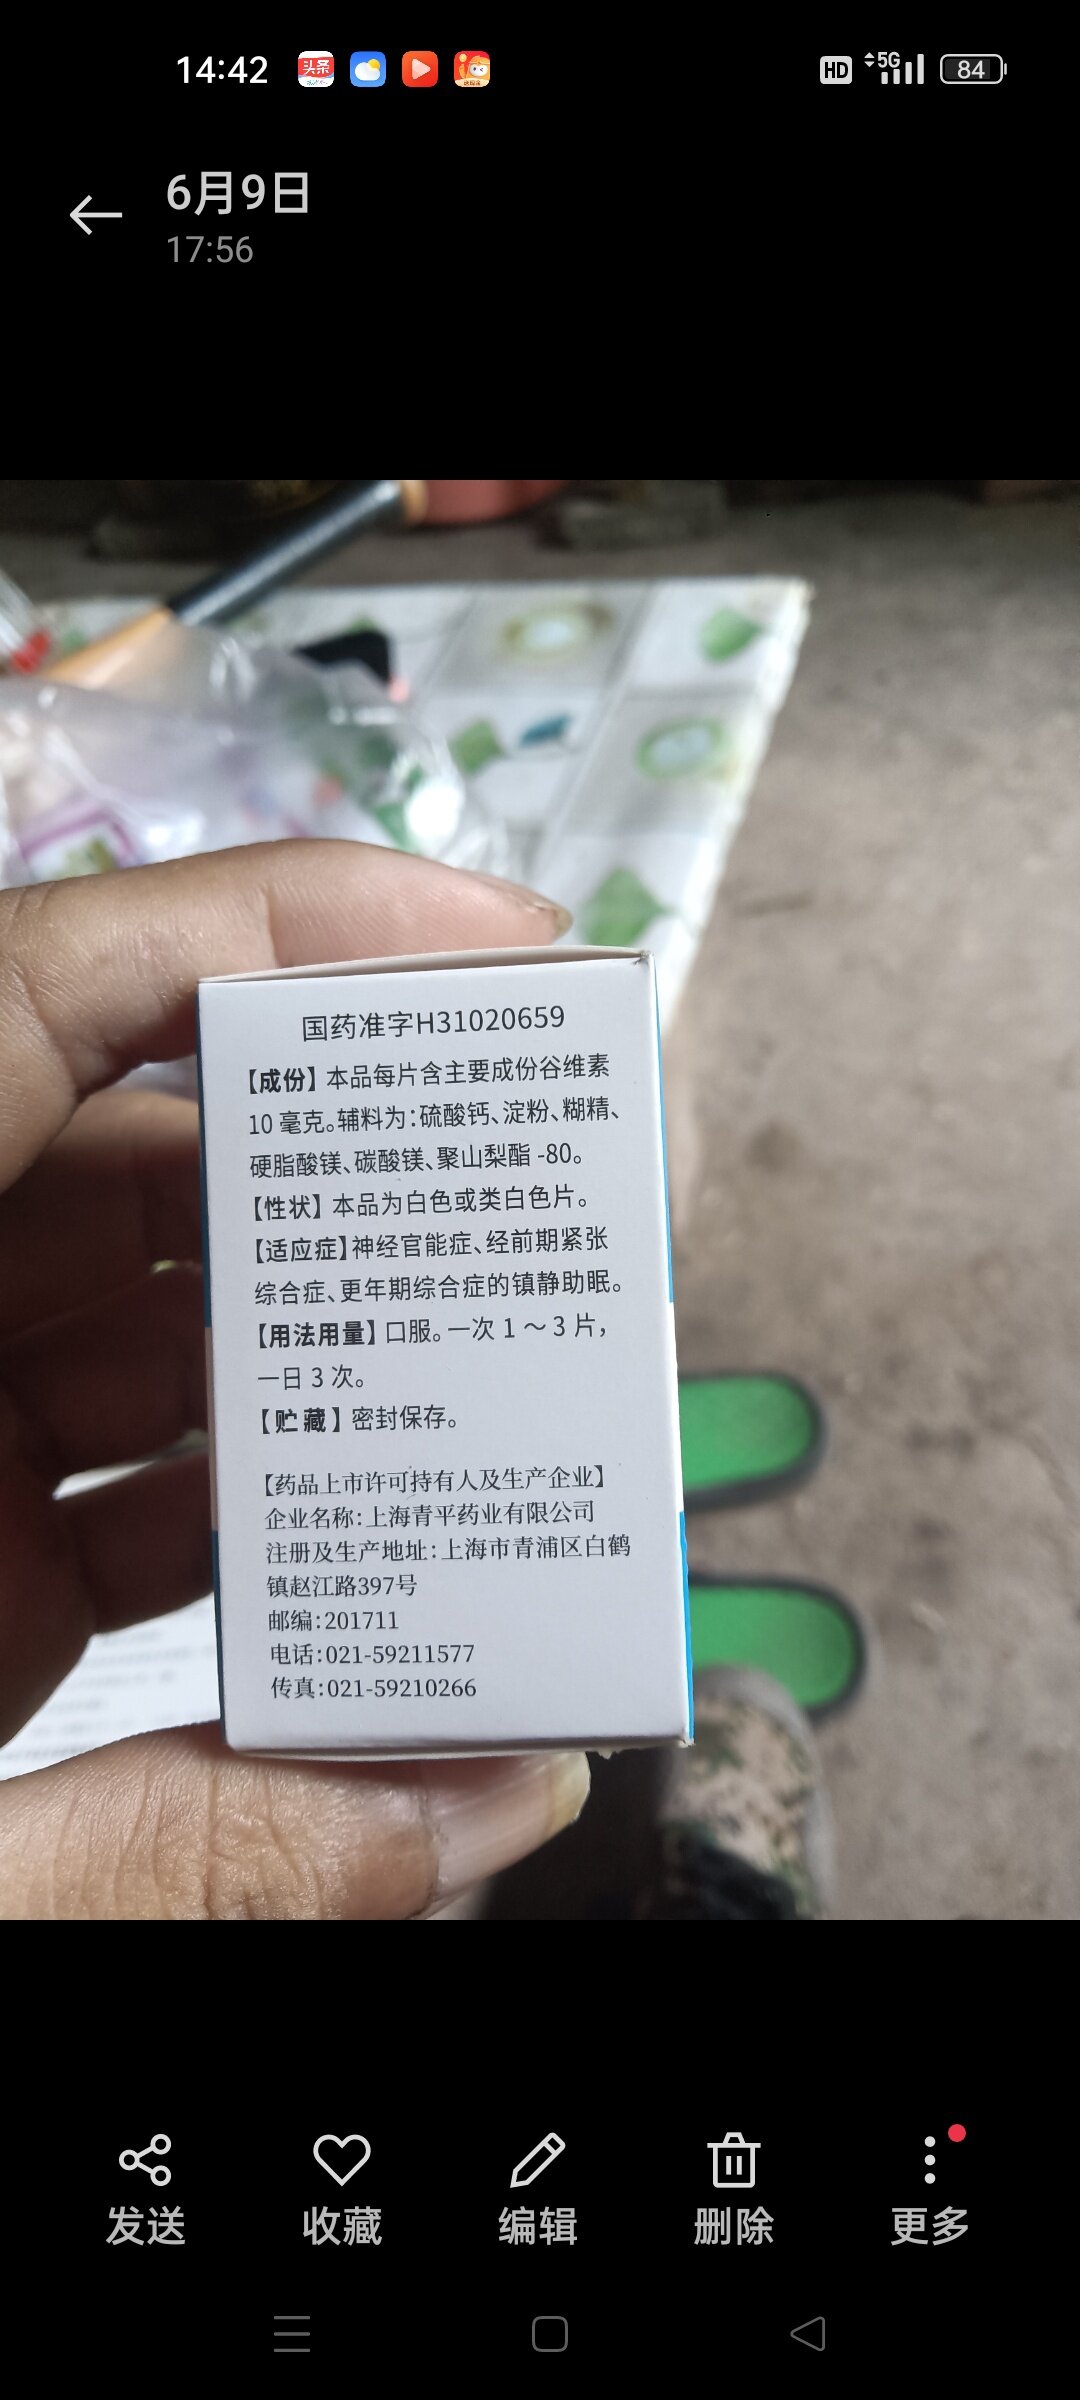 14:42
头条
HD
5G
84
6月9日
17:56
国药准字H31020659
【成份】本品每片含主要成份谷维素
10 毫克。辅料为:硫酸钙、淀粉、糊精、
硬脂酸镁、碳酸镁、聚山梨酯 -80。
【性状】本品为白色或类白色片。
【适应症】神经官能症、经前期紧张
综合症、更年期综合症的镇静助眠。
【用法用量】口服。一次 1 ~ 3 片,
一日 3 次。
【贮藏】密封保存。
【药品上市许可持有人及生产企业】
企业名称:上海青平药业有限公司
注册及生产地址:上海市青浦区白鹤
镇赵江路397号
邮编:201711
电话:021-59211577
传真:021-59210266
发送
收藏
编辑
删除
更多